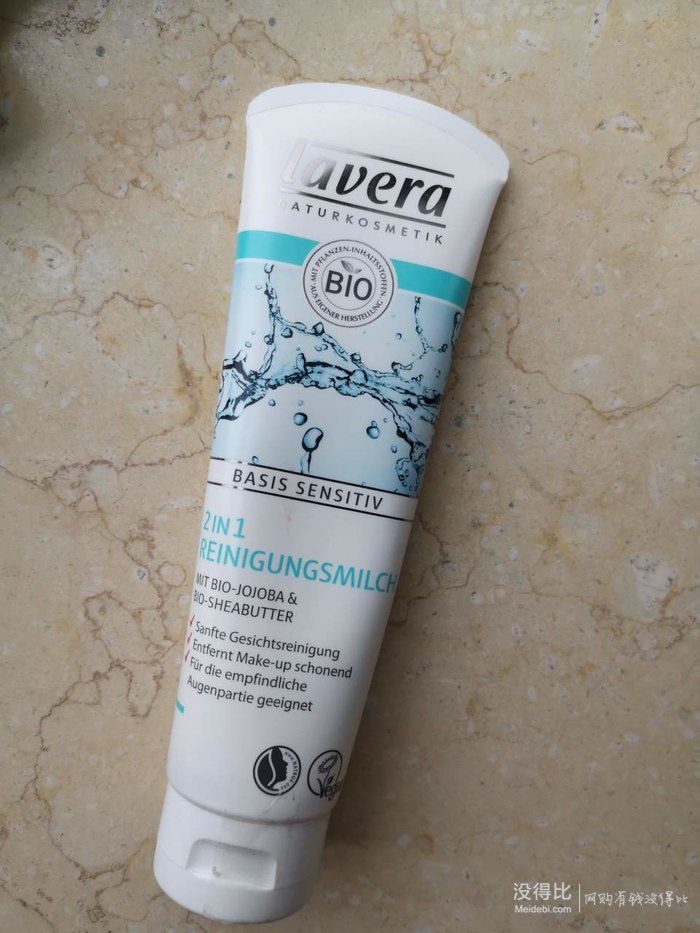 lavera
NATURKOSMETIK
MIT PFLANZEN-INHALTSSTOFFEN
BIO
AUS EIGENER HERSTELLUNG
BASIS SENSITIV
2 IN 1
REINIGUNGSMILCH
MIT BIO-JOJOBA &
BIO-SHEABUTTER
Sanfte Gesichtsreinigung
Entfernt Make-up schonend
Für die empfindliche
Augenpartie geeignet
Vegan
没得比 网购有钱没得比
Meidebi.com